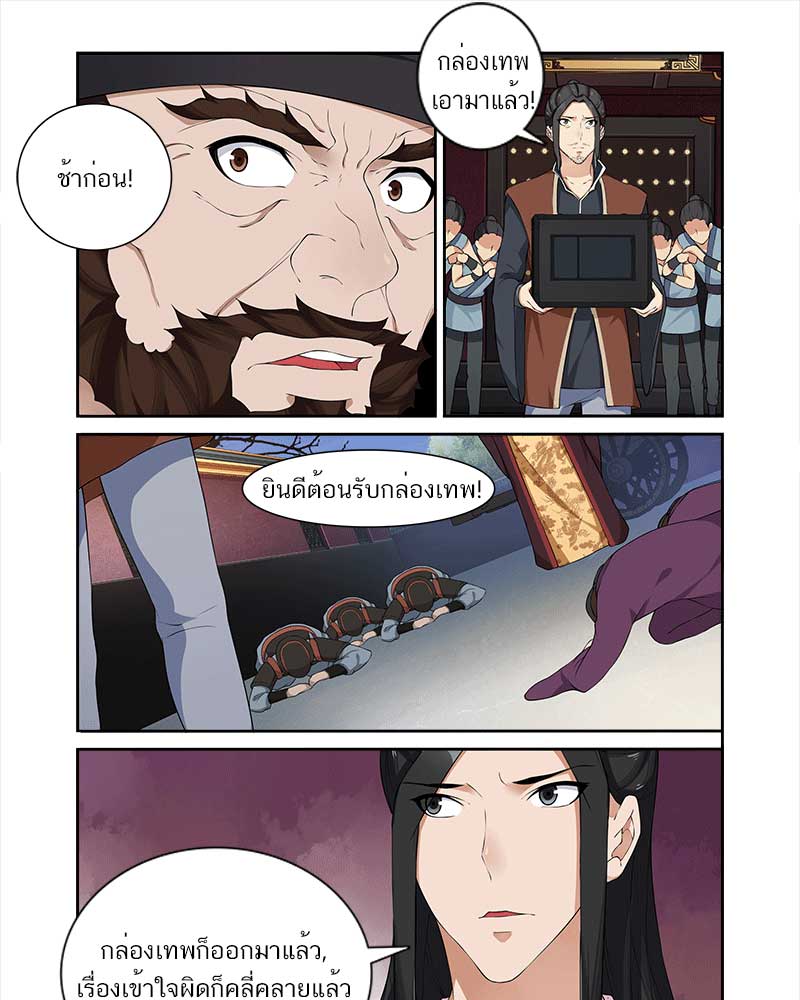 ช้าก่อน!
กล่องเทพ
เอามาแล้ว!
ยินดีต้อนรับกล่องเทพ!
กล่องเทพก็ออกมาแล้ว,
เรื่องเข้าใจผิดก็คลี่คลายแล้ว